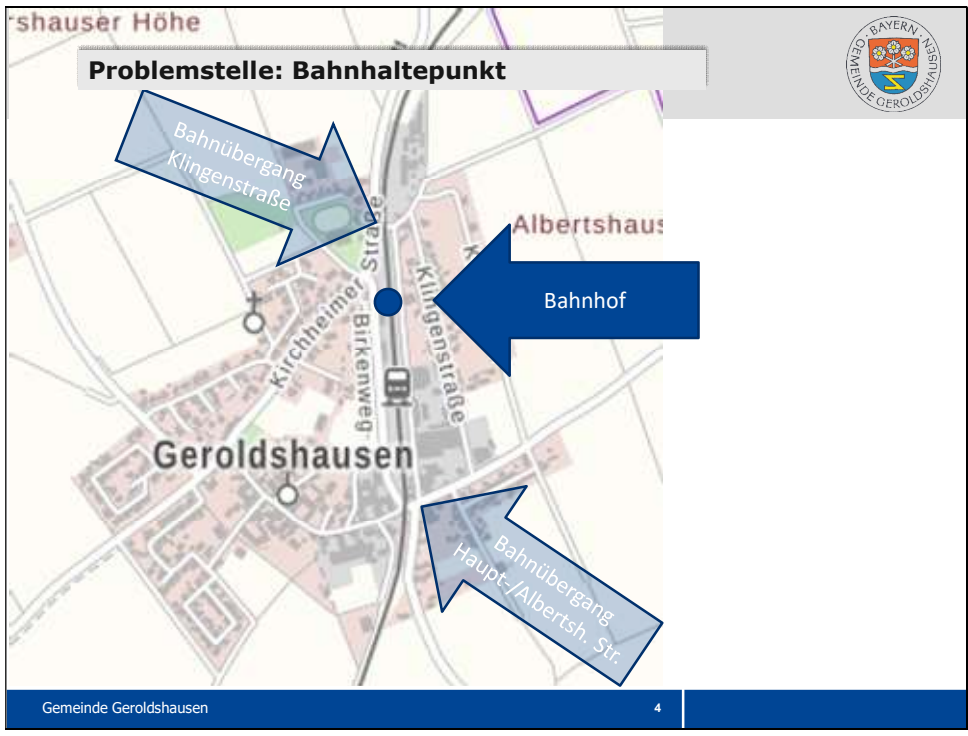 shauser Höhe
Problemstelle: Bahnhaltepunkt
· BAYERN ·
GEMEINDE GEROLDSHAUSEN
Bahnübergang
Klingenstraße
Albertshaus
Bahnhof
Kirchheimer Straße
Birkenweg
Klingenstraße
K
Geroldshausen
Bahnübergang
Haupt-/Albertsh. Str.
Gemeinde Geroldshausen
4